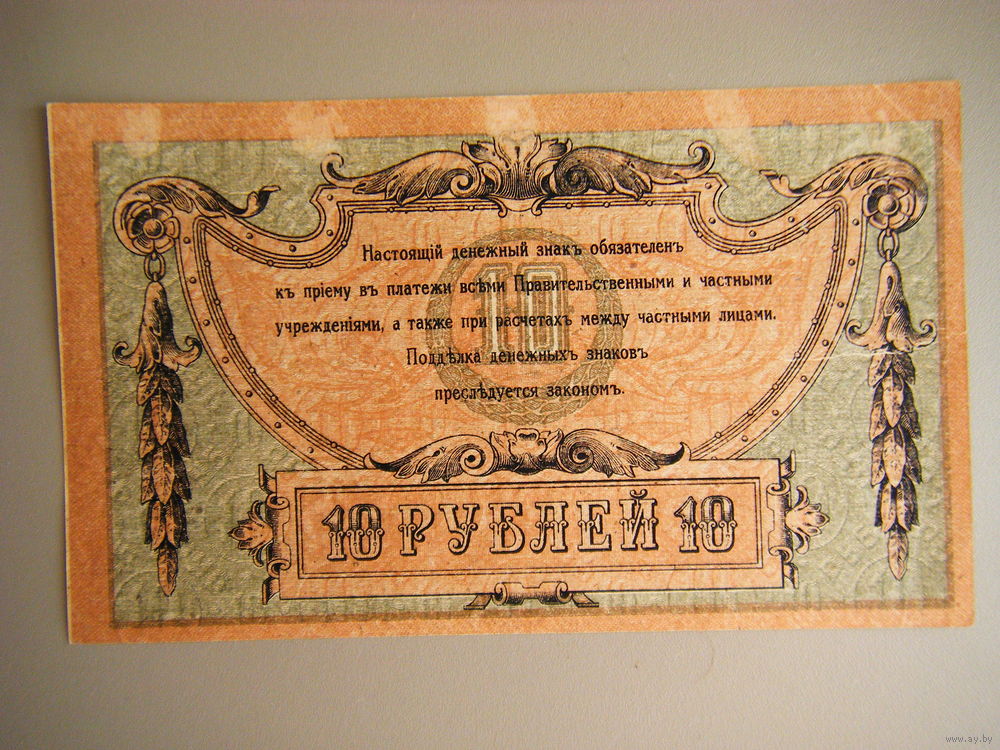 Настоящій денежный знакъ обязателенъ
къ пріему въ платежи всѣми Правительственными и частными
учрежденіями, а также при расчетахъ между частными лицами.
Поддѣлка денежныхъ знаковъ
преслѣдуется закономъ.
10
10 РУБЛЕЙ 10
www.ay.by